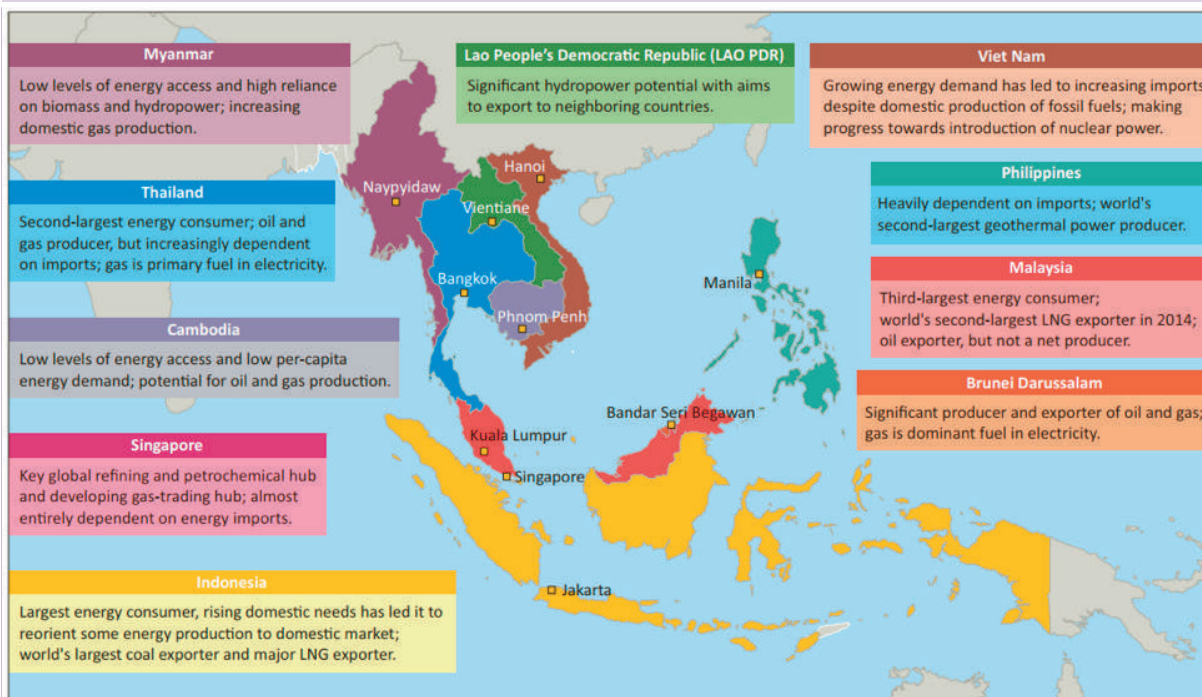 Myanmar
Low levels of energy access and high reliance
on biomass and hydropower; increasing
domestic gas production.
Lao People's Democratic Republic (LAO PDR)
Significant hydropower potential with aims
to export to neighboring countries.
Viet Nam
Growing energy demand has led to increasing imports
despite domestic production of fossil fuels; making
progress towards introduction of nuclear power.
Thailand
Second-largest energy consumer; oil and
gas producer, but increasingly dependent
on imports; gas is primary fuel in electricity.
Philippines
Heavily dependent on imports; world's
second-largest geothermal power producer.
Malaysia
Third-largest energy consumer;
world's second-largest LNG exporter in 2014;
oil exporter, but not a net producer.
Cambodia
Low levels of energy access and low per-capita
energy demand; potential for oil and gas production.
Brunei Darussalam
Significant producer and exporter of oil and gas;
gas is dominant fuel in electricity.
Singapore
Key global refining and petrochemical hub
and developing gas-trading hub; almost
entirely dependent on energy imports.
Indonesia
Largest energy consumer, rising domestic needs has led it to
reorient some energy production to domestic market;
world's largest coal exporter and major LNG exporter.
Hanoi
Naypyidaw
Vientiane
Bangkok
Manila
Phnom Penh
Bandar Seri Begawan
Kuala Lumpur
Singapore
Jakarta